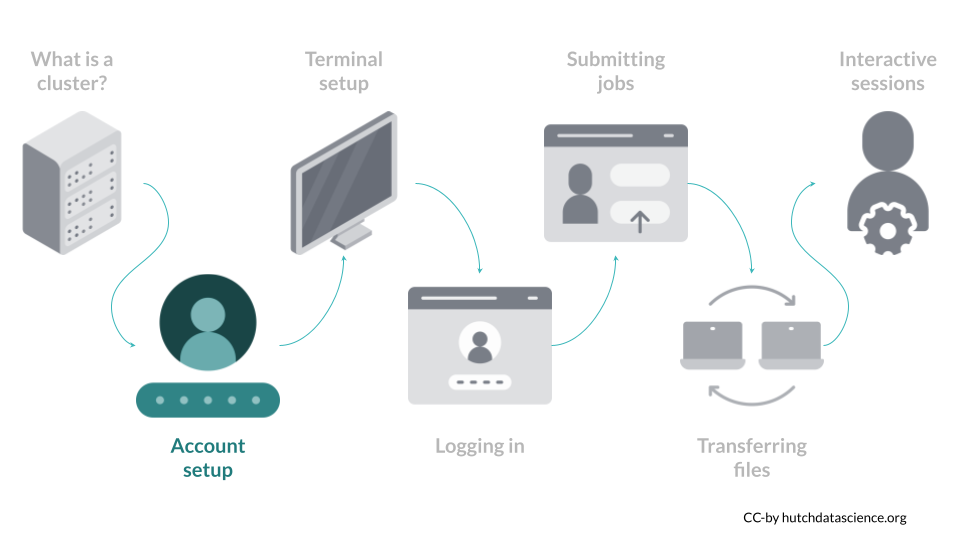 What is a
cluster?
Terminal
setup
Submitting
jobs
Interactive
sessions
Account
setup
Logging in
Transferring
files
CC-by hutchdatascience.org